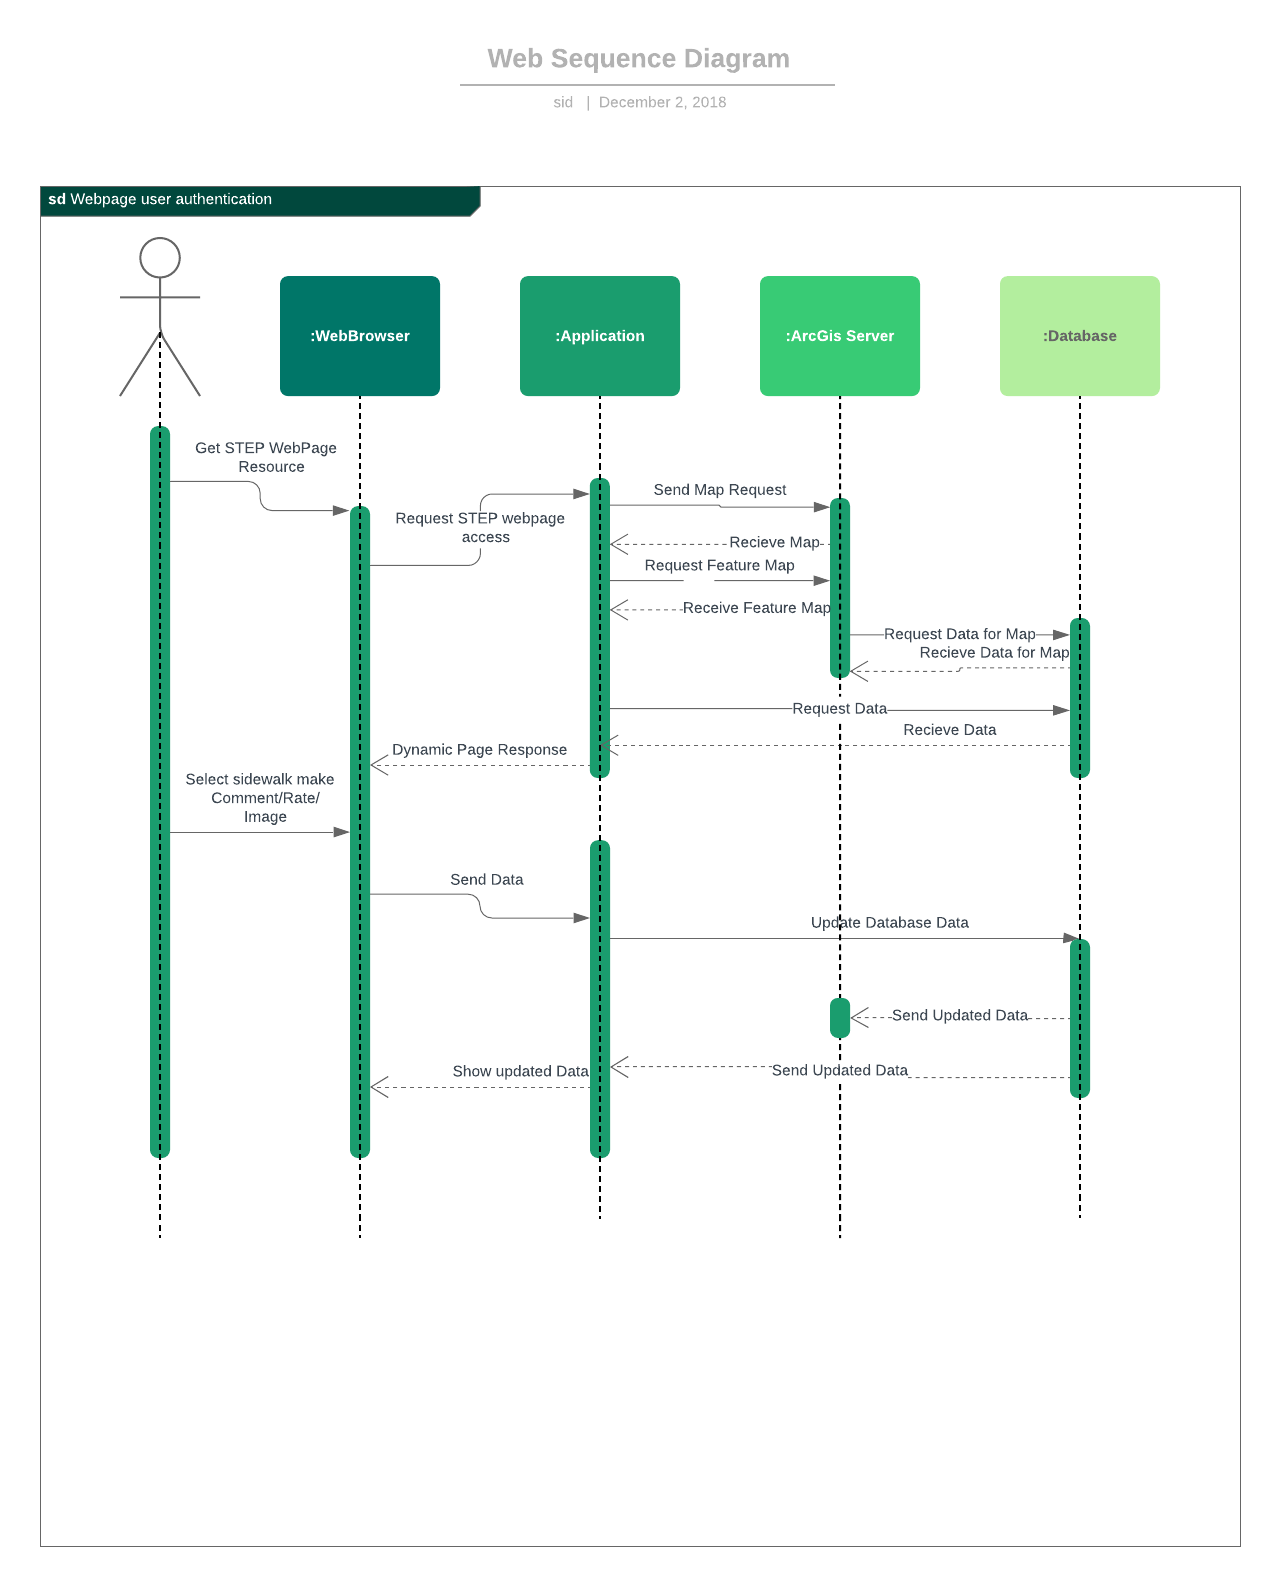 Web Sequence Diagram
sid | December 2, 2018
sd Webpage user authentication
:WebBrowser
:Application
:ArcGis Server
:Database
Get STEP WebPage
Resource
Send Map Request
Request STEP webpage
access
Recieve Map
Request Feature Map
Receive Feature Map
Request Data for Map
Recieve Data for Map
Request Data
Recieve Data
Dynamic Page Response
Select sidewalk make
Comment/Rate/
Image
Send Data
Update Database Data
Send Updated Data
Send Updated Data
Show updated Data